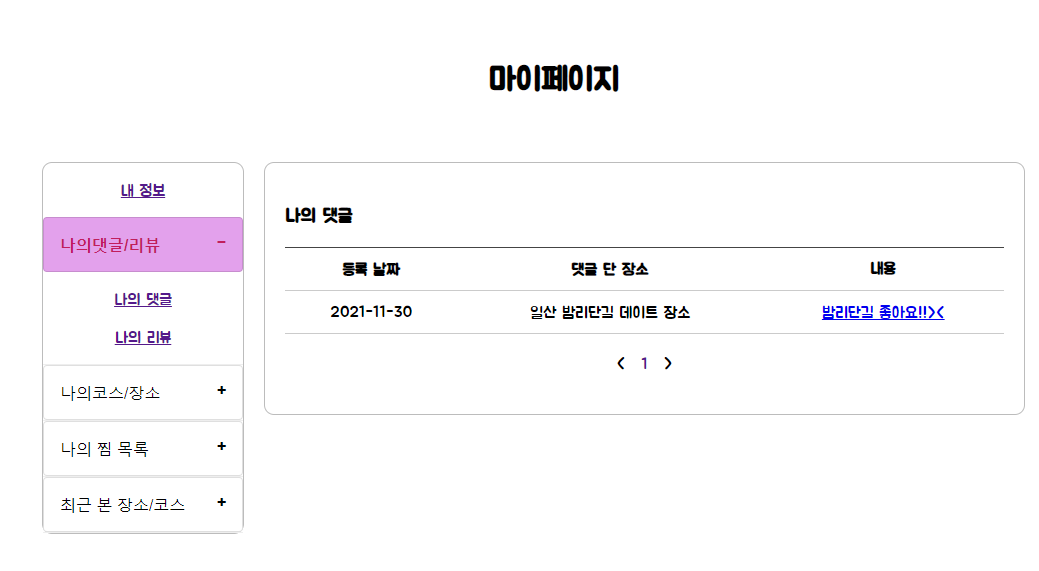 마이페이지
내 정보
나의댓글/리뷰 −
나의 댓글
나의 리뷰
나의코스/장소 +
나의 찜 목록 +
최근 본 장소/코스 +
나의 댓글
등록 날짜 댓글 단 장소 내용
2021-11-30 일산 밤리단길 데이트 장소 밤리단길 좋아요!!><
< 1 >